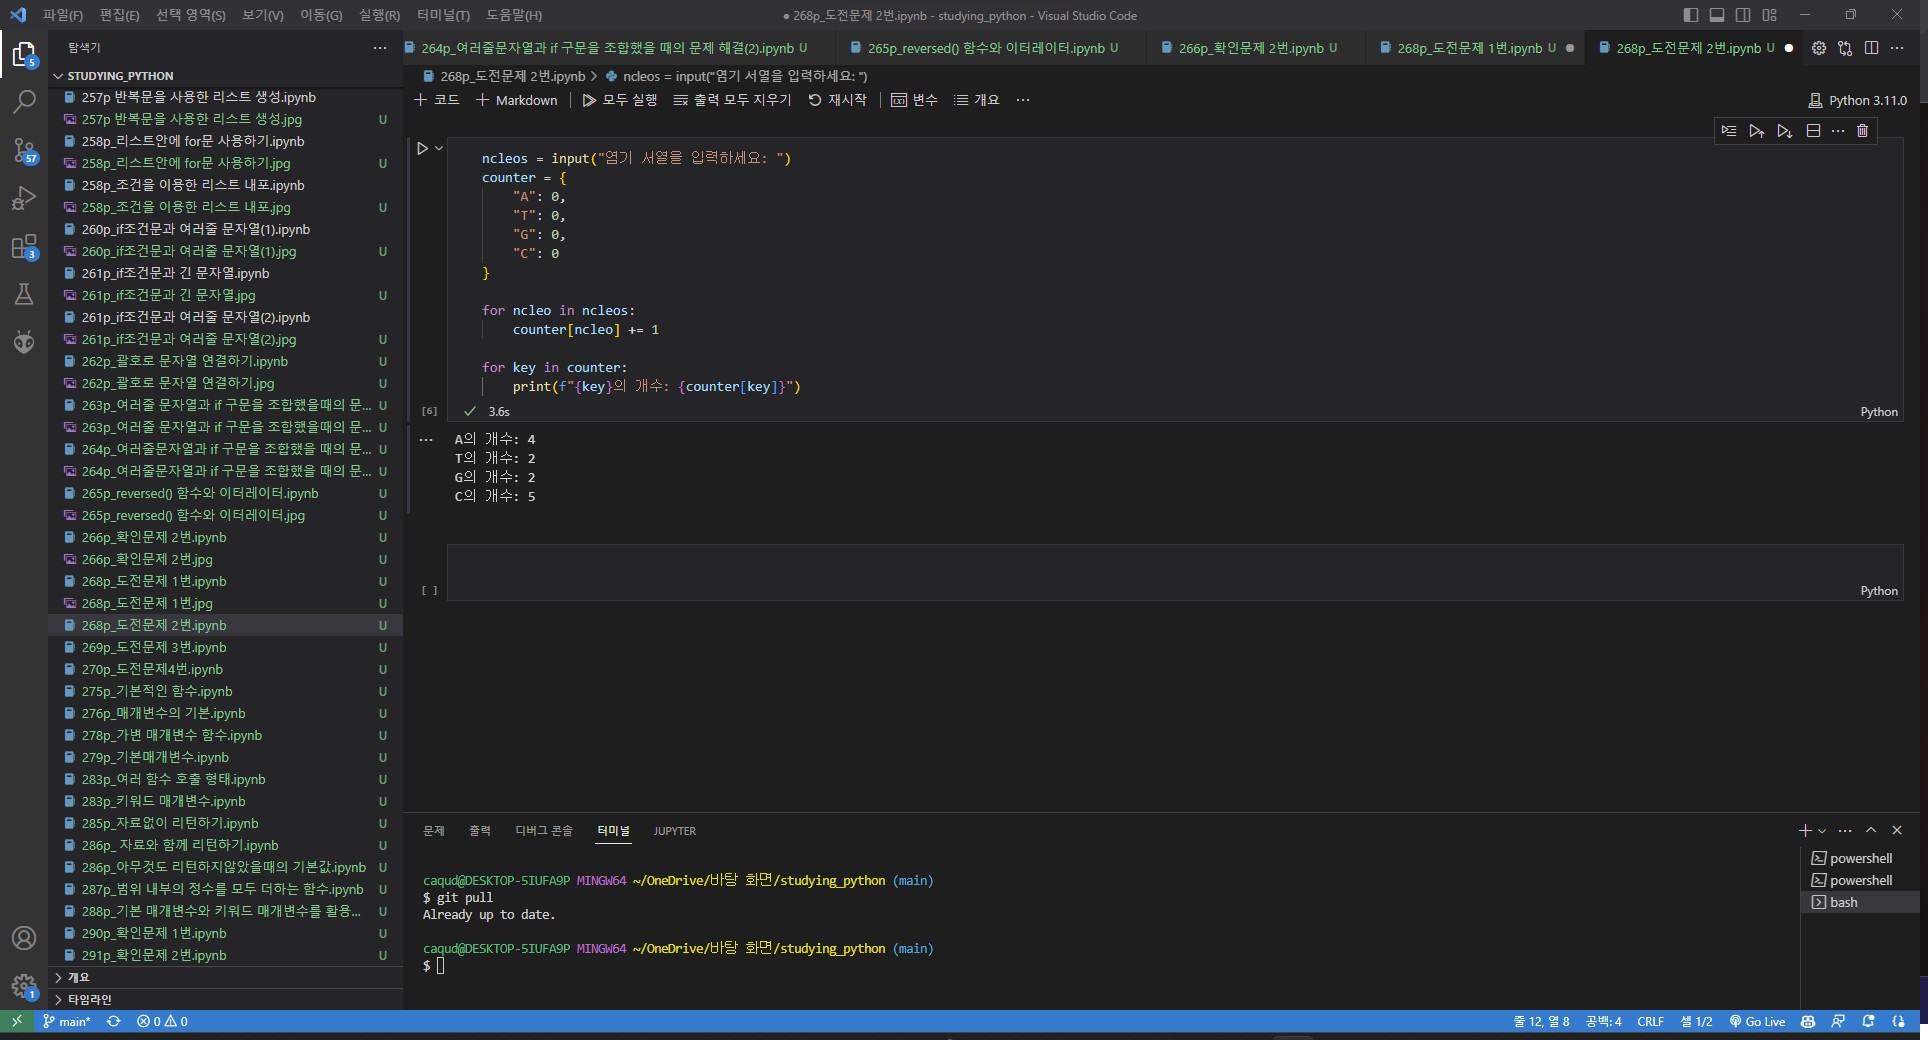 파일(F) 편집(E) 선택 영역(S) 보기(V) 이동(G) 실행(R) 터미널(T) 도움말(H)
● 268p_도전문제 2번.ipynb - studying_python - Visual Studio Code
탐색기
264p_여러줄문자열과 if 구문을 조합했을 때의 문제 해결(2).ipynb U
265p_reversed() 함수와 이터레이터.ipynb U
266p_확인문제 2번.ipynb U
268p_도전문제 1번.ipynb U
268p_도전문제 2번.ipynb U
STUDYING_PYTHON
257p 반복문을 사용한 리스트 생성.ipynb
257p 반복문을 사용한 리스트 생성.jpg U
258p_리스트안에 for문 사용하기.ipynb
258p_리스트안에 for문 사용하기.jpg U
258p_조건을 이용한 리스트 내포.ipynb
258p_조건을 이용한 리스트 내포.jpg U
260p_if조건문과 여러줄 문자열(1).ipynb
260p_if조건문과 여러줄 문자열(1).jpg U
261p_if조건문과 긴 문자열.ipynb
261p_if조건문과 긴 문자열.jpg U
261p_if조건문과 여러줄 문자열(2).ipynb
261p_if조건문과 여러줄 문자열(2).jpg U
262p_괄호로 문자열 연결하기.ipynb U
262p_괄호로 문자열 연결하기.jpg U
263p_여러줄 문자열과 if 구문을 조합했을때의 문... U
263p_여러줄 문자열과 if 구문을 조합했을때의 문... U
264p_여러줄문자열과 if 구문을 조합했을 때의 문... U
264p_여러줄문자열과 if 구문을 조합했을 때의 문... U
265p_reversed() 함수와 이터레이터.ipynb U
265p_reversed() 함수와 이터레이터.jpg U
266p_확인문제 2번.ipynb U
266p_확인문제 2번.jpg U
268p_도전문제 1번.ipynb U
268p_도전문제 1번.jpg U
268p_도전문제 2번.ipynb U
269p_도전문제 3번.ipynb U
270p_도전문제4번.ipynb U
275p_기본적인 함수.ipynb U
276p_매개변수의 기본.ipynb U
278p_가변 매개변수 함수.ipynb U
279p_기본매개변수.ipynb U
283p_여러 함수 호출 형태.ipynb U
283p_키워드 매개변수.ipynb U
285p_자료없이 리턴하기.ipynb U
286p_ 자료와 함께 리턴하기.ipynb U
286p_아무것도 리턴하지않았을때의 기본값.ipynb U
287p_범위 내부의 정수를 모두 더하는 함수.ipynb U
288p_기본 매개변수와 키워드 매개변수를 활용... U
290p_확인문제 1번.ipynb U
291p_확인문제 2번.ipynb U
개요
타임라인
5
57
3
1
268p_도전문제 2번.ipynb > ncleos = input("염기 서열을 입력하세요: ")
코드 Markdown 모두 실행 출력 모두 지우기 재시작 변수 개요
Python 3.11.0
ncleos = input("염기 서열을 입력하세요: ")
counter = {
"A": 0,
"T": 0,
"G": 0,
"C": 0
}
for ncleo in ncleos:
counter[ncleo] += 1
for key in counter:
print(f"{key}의 개수: {counter[key]}")
[6] 3.6s Python
A의 개수: 4
T의 개수: 2
G의 개수: 2
C의 개수: 5
[ ] Python
문제 출력 디버그 콘솔 터미널 JUPYTER
caqud@DESKTOP-5IUFA9P MINGW64 ~/OneDrive/바탕 화면/studying_python (main)
$ git pull
Already up to date.
caqud@DESKTOP-5IUFA9P MINGW64 ~/OneDrive/바탕 화면/studying_python (main)
$
powershell
powershell
bash
main* 0 0
줄 12, 열 8 공백: 4 CRLF 셀 1/2 Go Live